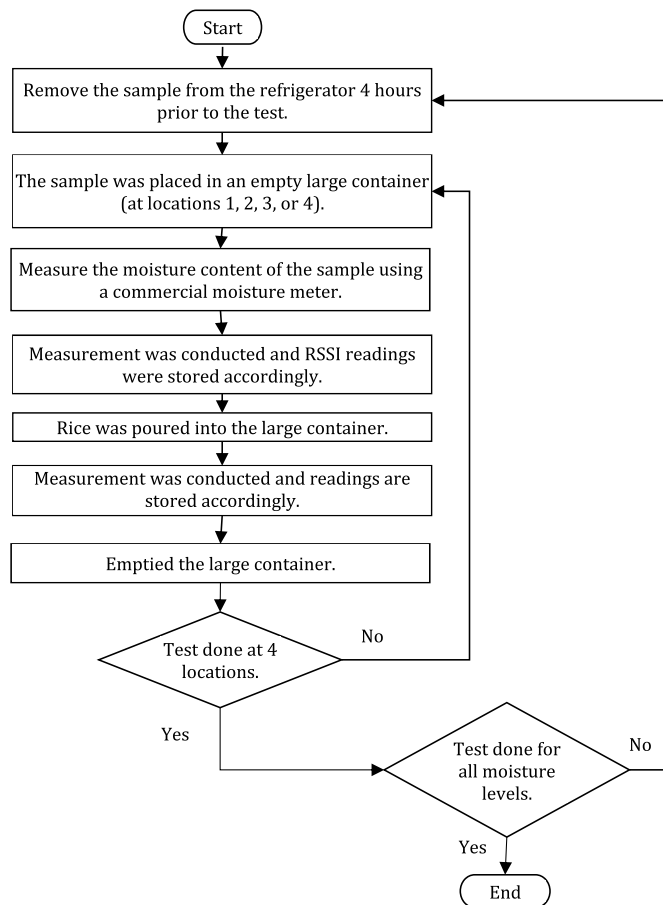 Start
Remove the sample from the refrigerator 4 hours
prior to the test.
The sample was placed in an empty large container
(at locations 1, 2, 3, or 4).
Measure the moisture content of the sample using
a commercial moisture meter.
Measurement was conducted and RSSI readings
were stored accordingly.
Rice was poured into the large container.
Measurement was conducted and readings are
stored accordingly.
Emptied the large container.
Test done at 4
locations.
No
Yes
Test done for
all moisture
levels.
No
Yes
End